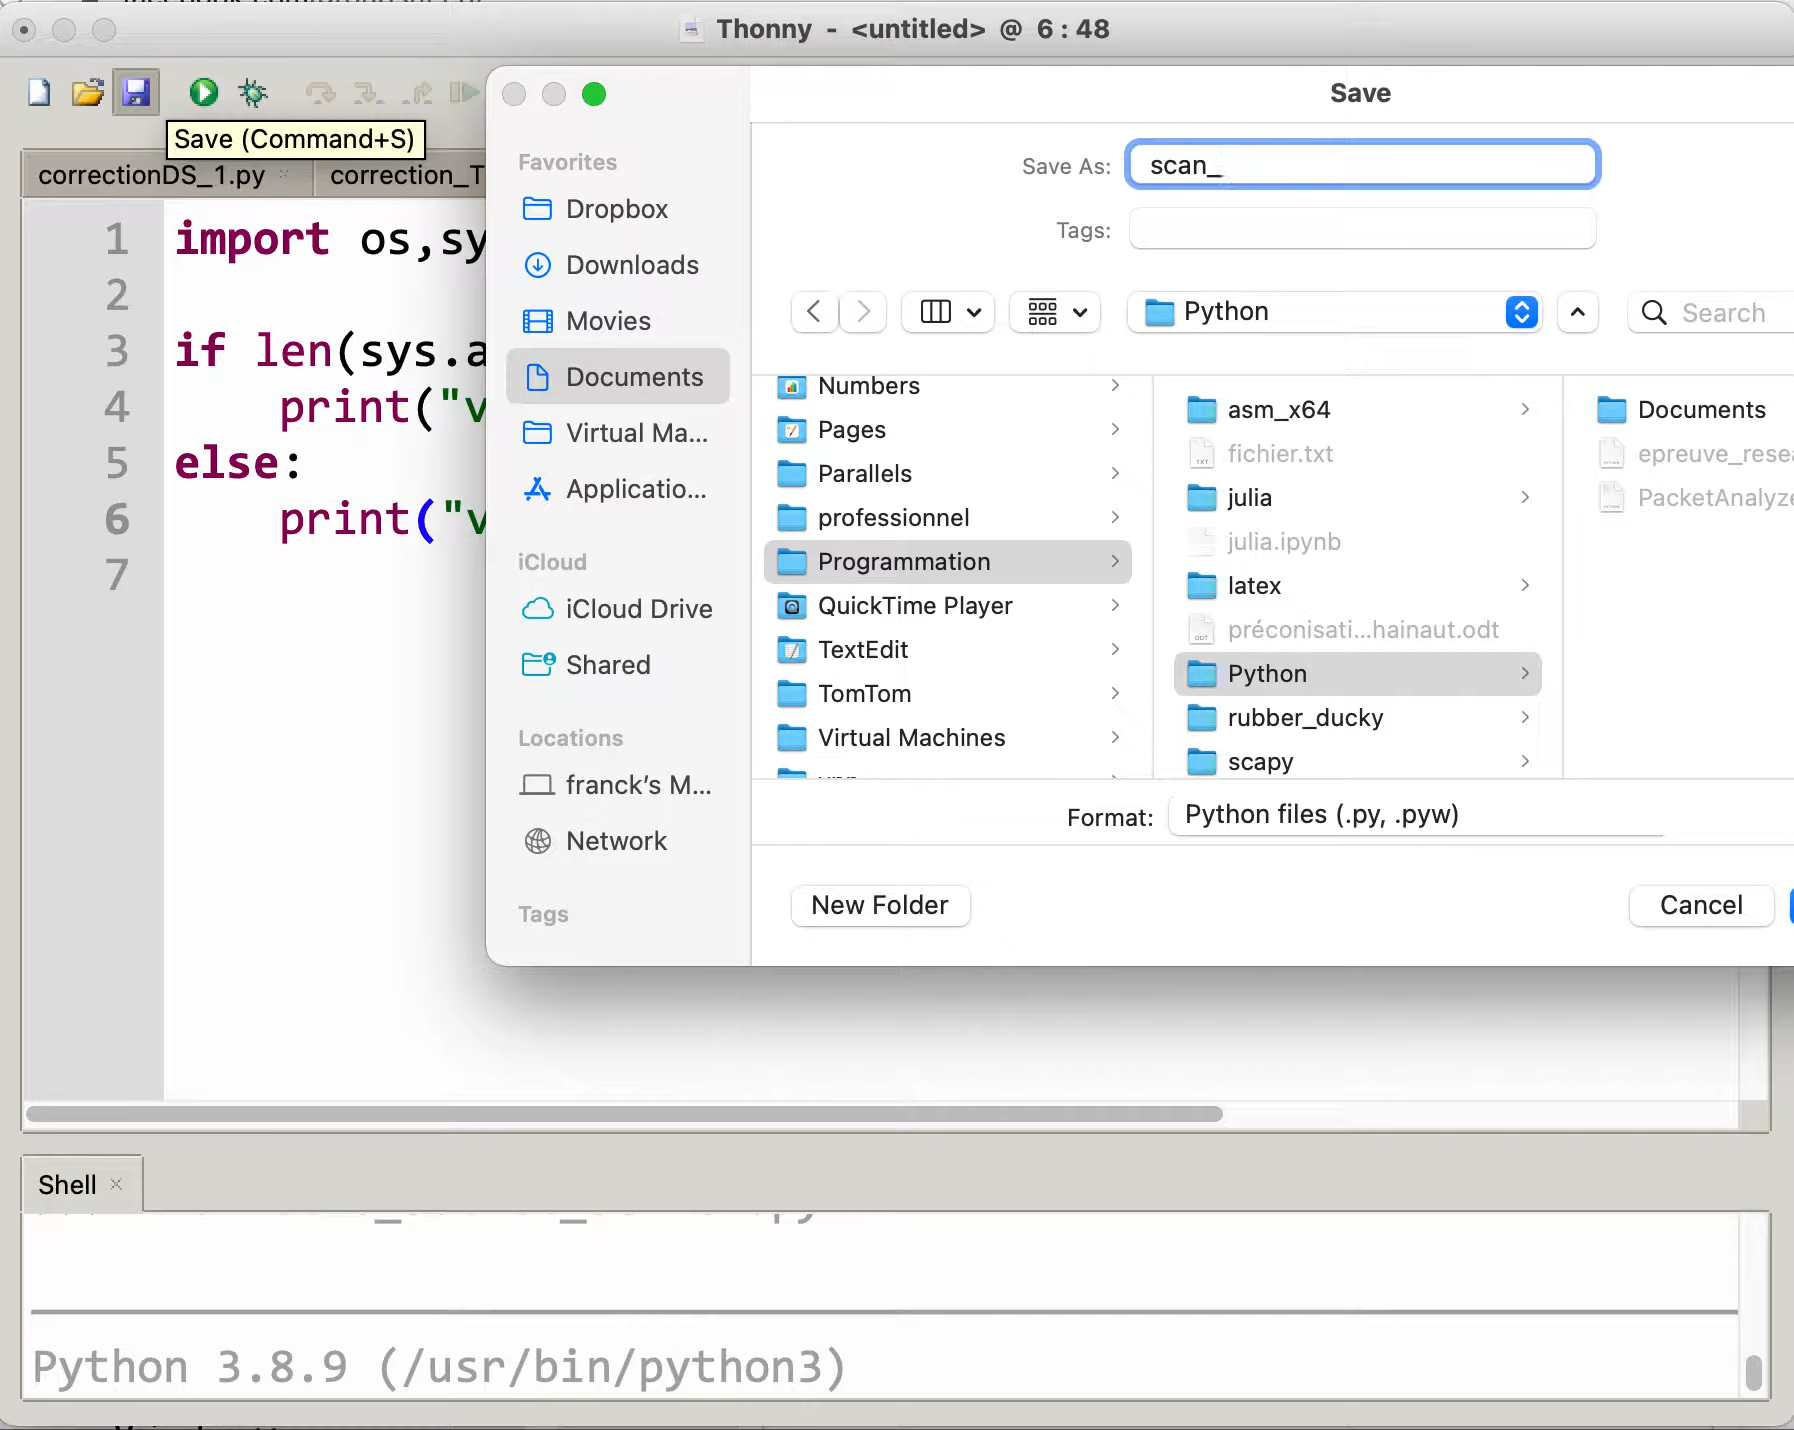 Thonny - <untitled> @ 6 : 48
Save (Command+S)
correctionDS_1.py
correction_T
1 import os,sy
2
3 if len(sys.a
4 print("v
5 else:
6 print("v
7
Save
Favorites
Dropbox
Downloads
Movies
Documents
Virtual Ma...
Applicatio...
iCloud
iCloud Drive
Shared
Locations
franck's M...
Network
Tags
Save As: scan_
Tags:
Python
Search
Numbers
Pages
Parallels
professionnel
Programmation
QuickTime Player
TextEdit
TomTom
Virtual Machines
asm_x64
fichier.txt
julia
julia.ipynb
latex
préconisati...hainaut.odt
Python
rubber_ducky
scapy
Documents
epreuve_resea
PacketAnalyze
Format: Python files (.py, .pyw)
New Folder
Cancel
Shell
Python 3.8.9 (/usr/bin/python3)